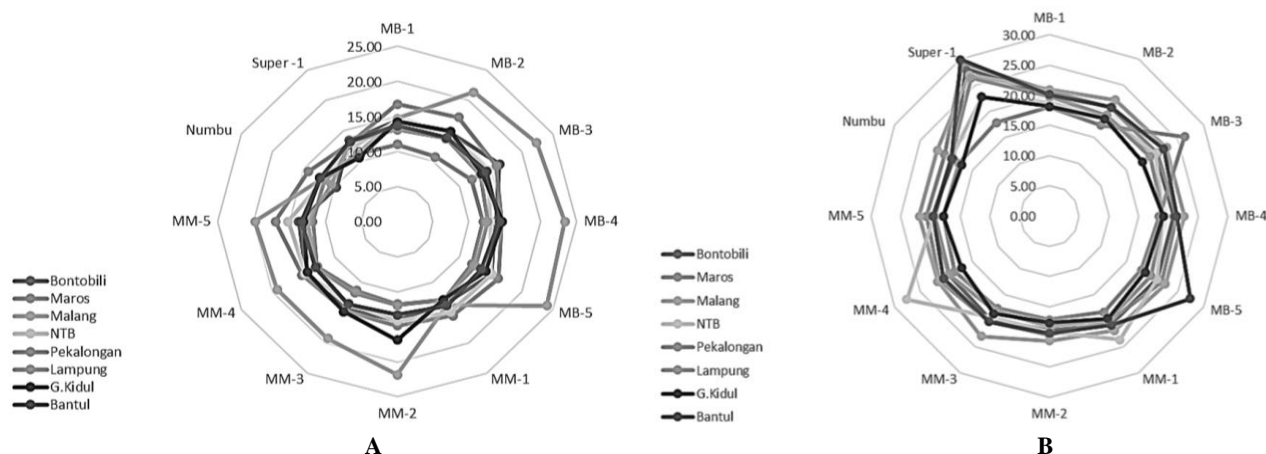 MB-1
25.00
20.00
15.00
10.00
5.00
0.00
MB-2
MB-3
MB-4
MB-5
MM-1
MM-2
MM-3
MM-4
MM-5
Numbu
Super -1
Bontobili
Maros
Malang
NTB
Pekalongan
Lampung
G.Kidul
Bantul
A
MB-1
30.00
25.00
20.00
15.00
10.00
5.00
0.00
MB-2
MB-3
MB-4
MB-5
MM-1
MM-2
MM-3
MM-4
MM-5
Numbu
Super -1
Bontobili
Maros
Malang
NTB
Pekalongan
Lampung
G.Kidul
Bantul
B